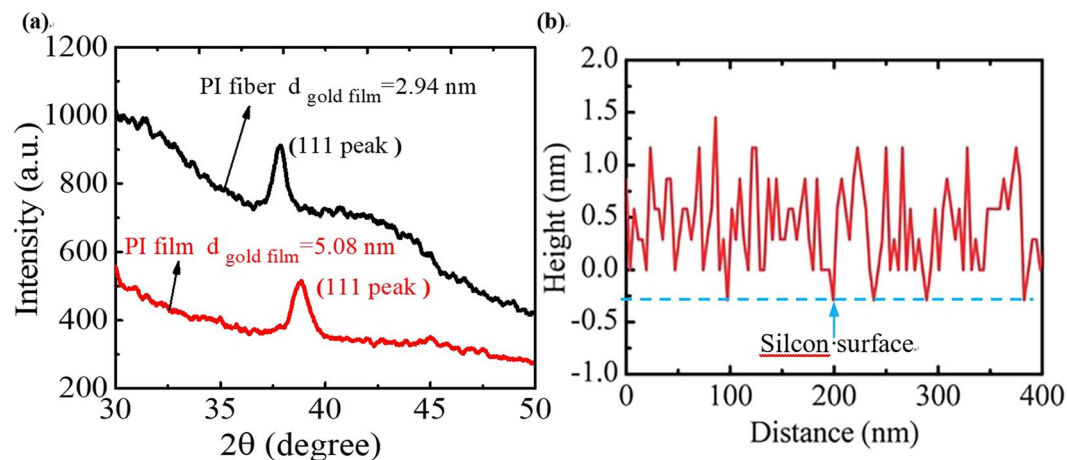 (a)
1200
1000
800
600
400
200
Intensity (a.u.)
PI fiber d gold film=2.94 nm
(111 peak)
PI film d gold film=5.08 nm
(111 peak)
30 35 40 45 50
2θ (degree)
(b)
2.0
1.5
1.0
0.5
0.0
-0.5
-1.0
Height (nm)
Silcon·surface
0 100 200 300 400
Distance (nm)